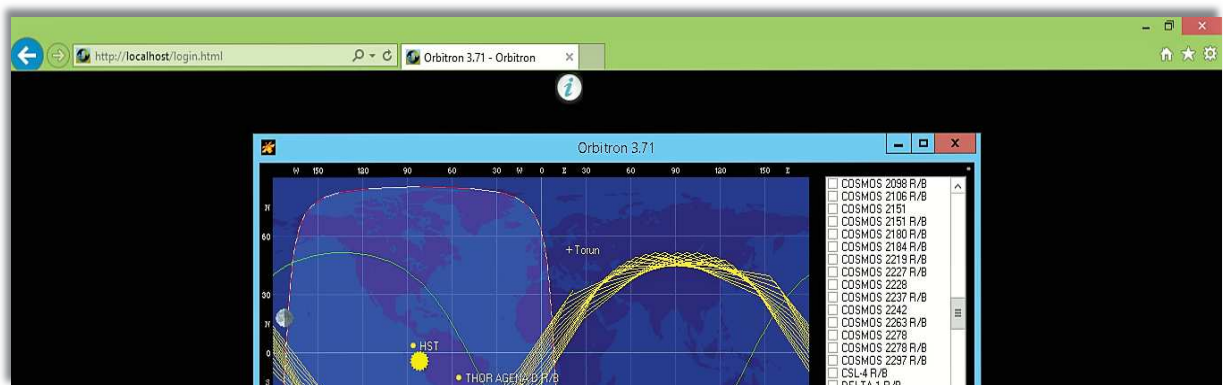 http://localhost/login.html
Orbitron 3.71 - Orbitron
Orbitron 3.71
W 150 120 90 60 30 W 0 E 30 60 90 120 150 E
N
60
30
N
0
+ Torun
HST
THOR AGENA D R/B
COSMOS 2098 R/B
COSMOS 2106 R/B
COSMOS 2151
COSMOS 2151 R/B
COSMOS 2180 R/B
COSMOS 2184 R/B
COSMOS 2219 R/B
COSMOS 2227 R/B
COSMOS 2228
COSMOS 2237 R/B
COSMOS 2242
COSMOS 2263 R/B
COSMOS 2278
COSMOS 2278 R/B
COSMOS 2297 R/B
CSL-4 R/B
DELTA 1 R/B